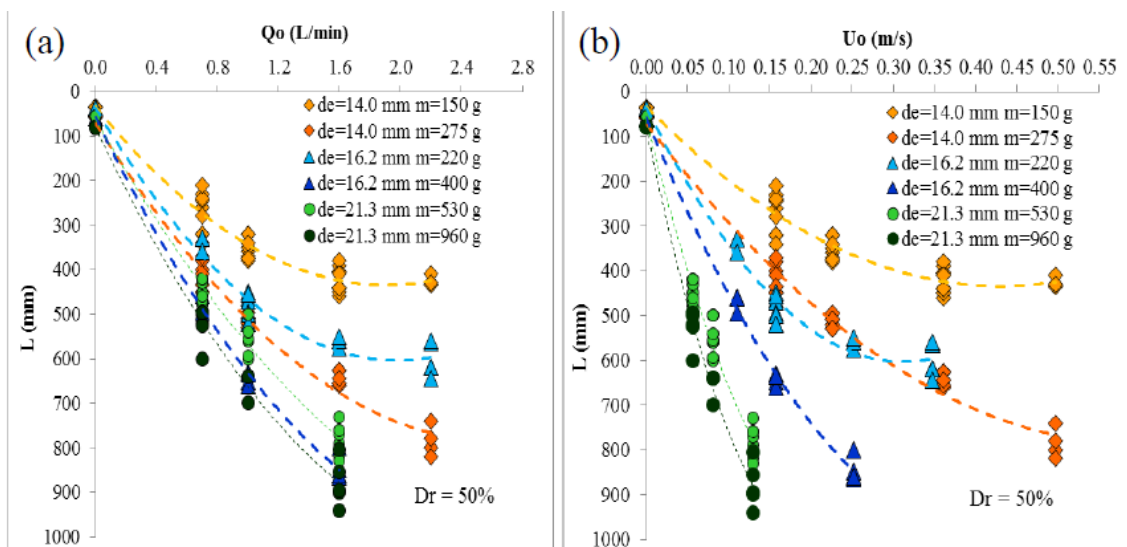 (a)
Qo (L/min)
0.0 0.4 0.8 1.2 1.6 2.0 2.4 2.8
0
100
200
300
400
500
600
700
800
900
1000
L (mm)
de=14.0 mm m=150 g
de=14.0 mm m=275 g
de=16.2 mm m=220 g
de=16.2 mm m=400 g
de=21.3 mm m=530 g
de=21.3 mm m=960 g
Dr = 50%
(b)
Uo (m/s)
0.00 0.05 0.10 0.15 0.20 0.25 0.30 0.35 0.40 0.45 0.50 0.55
0
100
200
300
400
500
600
700
800
900
1000
L (mm)
de=14.0 mm m=150 g
de=14.0 mm m=275 g
de=16.2 mm m=220 g
de=16.2 mm m=400 g
de=21.3 mm m=530 g
de=21.3 mm m=960 g
Dr = 50%